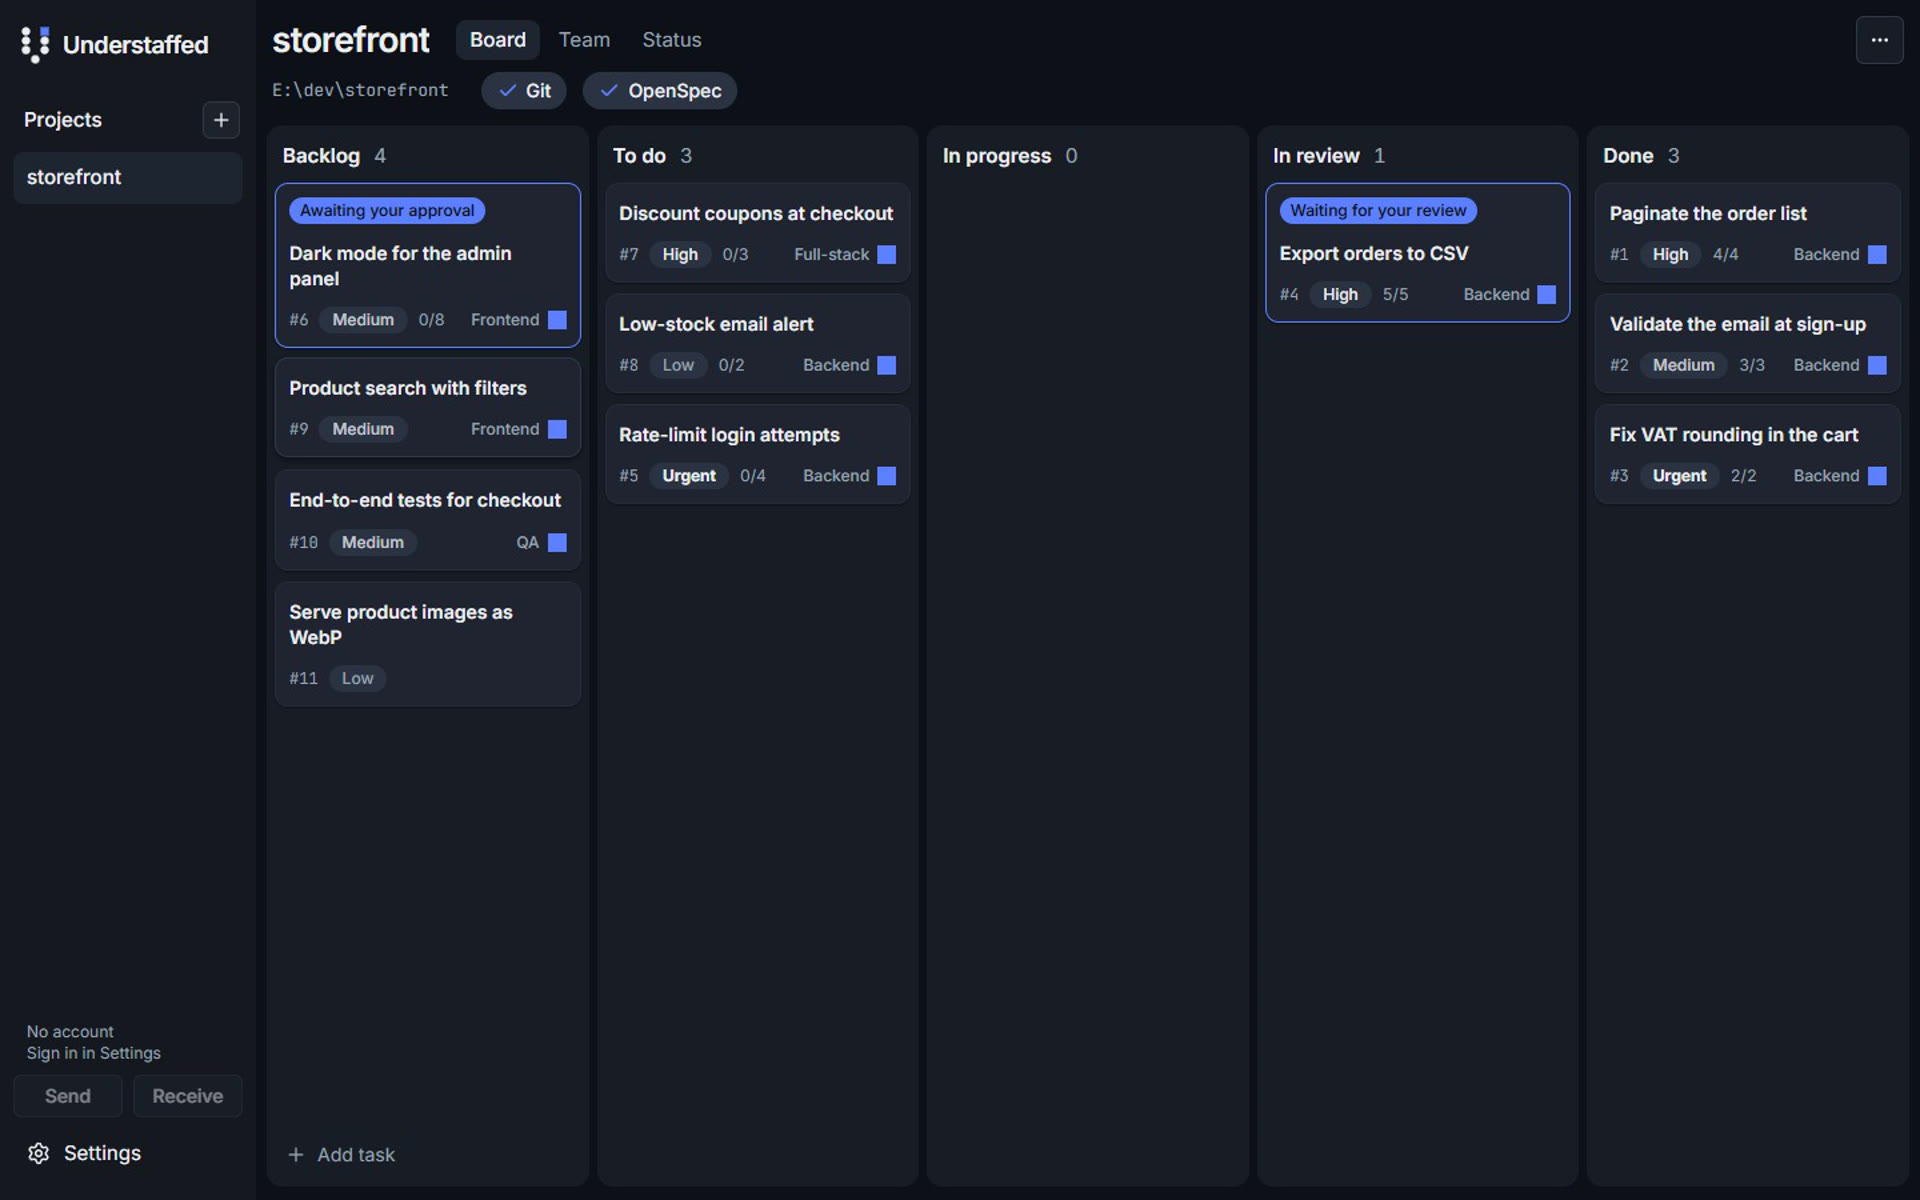 Understaffed
Projects
storefront
No account
Sign in in Settings
Send Receive
Settings
storefront Board Team Status
E:\dev\storefront Git OpenSpec
Backlog 4
Awaiting your approval
Dark mode for the admin
panel
#6 Medium 0/8 Frontend
Product search with filters
#9 Medium Frontend
End-to-end tests for checkout
#10 Medium QA
Serve product images as
WebP
#11 Low
+ Add task
To do 3
Discount coupons at checkout
#7 High 0/3 Full-stack
Low-stock email alert
#8 Low 0/2 Backend
Rate-limit login attempts
#5 Urgent 0/4 Backend
In progress 0
In review 1
Waiting for your review
Export orders to CSV
#4 High 5/5 Backend
Done 3
Paginate the order list
#1 High 4/4 Backend
Validate the email at sign-up
#2 Medium 3/3 Backend
Fix VAT rounding in the cart
#3 Urgent 2/2 Backend